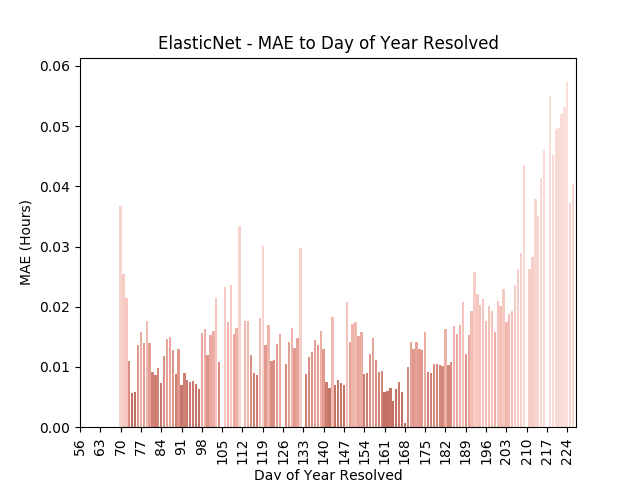 ElasticNet - MAE to Day of Year Resolved
0.06
0.05
0.04
0.03
0.02
0.01
0.00
MAE (Hours)
56 63 70 77 84 91 98 105 112 119 126 133 140 147 154 161 168 175 182 189 196 203 210 217 224
Day of Year Resolved